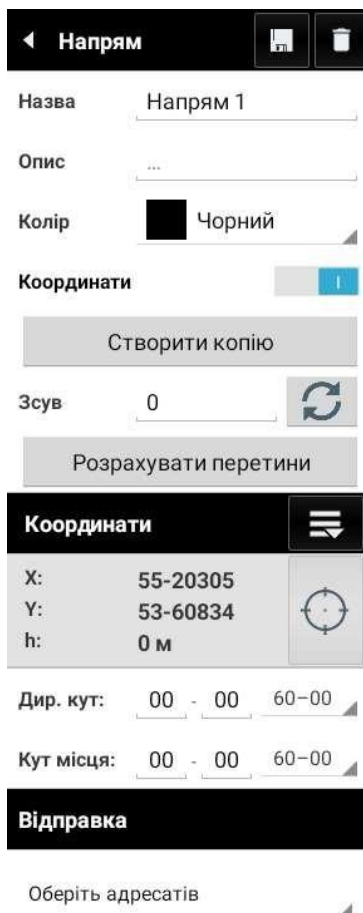 Напрям
Назва Напрям 1
Опис ...
Колір Чорний
Координати I
Створити копію
Зсув 0
Розрахувати перетини
Координати
X: 55-20305
Y: 53-60834
h: 0 м
Дир. кут: 00 - 00 60-00
Кут місця: 00 - 00 60-00
Відправка
Оберіть адресатів